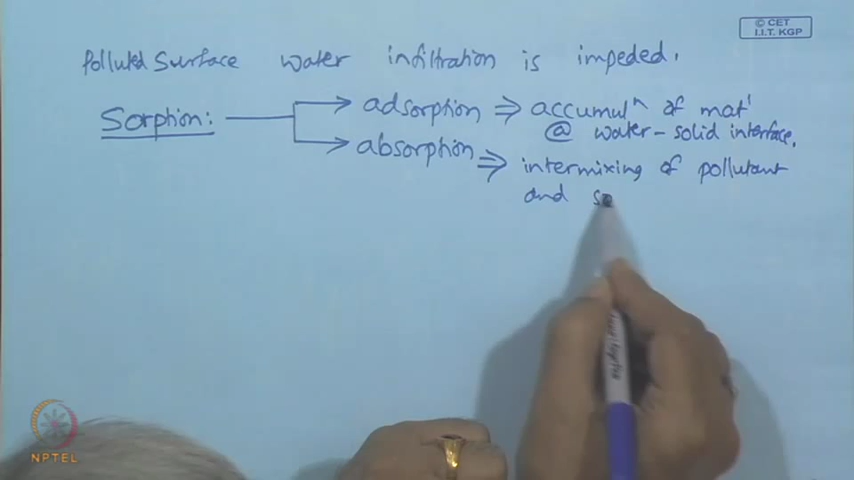 © CET
I.I.T. KGP
Polluted Surface water infiltration is impeded.
Sorption: adsorption ⇒ accumulⁿ of mat'
@ water-solid interface.
absorption ⇒ intermixing of pollutant
and
NPTEL